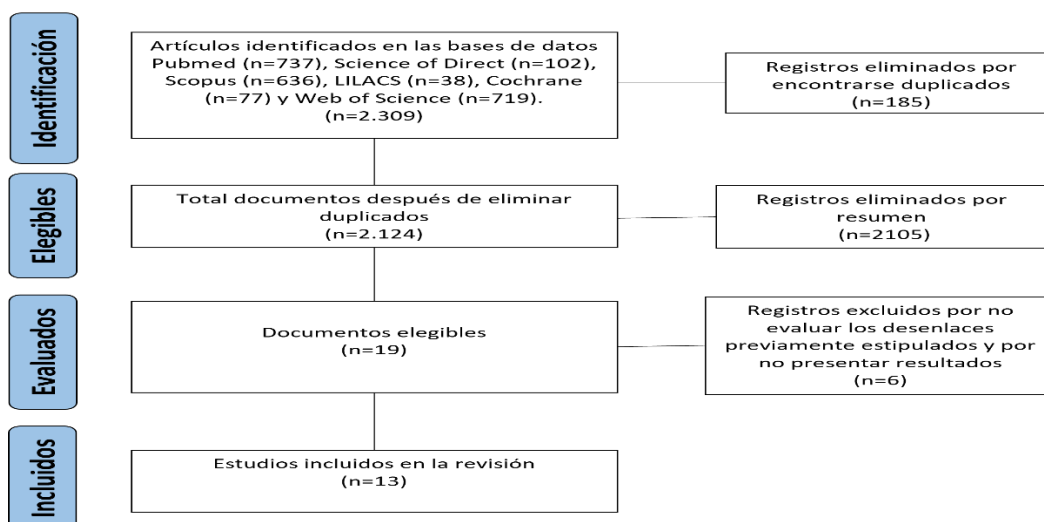 Identificación
Artículos identificados en las bases de datos
Pubmed (n=737), Science of Direct (n=102),
Scopus (n=636), LILACS (n=38), Cochrane
(n=77) y Web of Science (n=719).
(n=2.309)
Registros eliminados por
encontrarse duplicados
(n=185)
Elegibles
Total documentos después de eliminar
duplicados
(n=2.124)
Registros eliminados por
resumen
(n=2105)
Evaluados
Documentos elegibles
(n=19)
Registros excluidos por no
evaluar los desenlaces
previamente estipulados y por
no presentar resultados
(n=6)
Incluidos
Estudios incluidos en la revisión
(n=13)